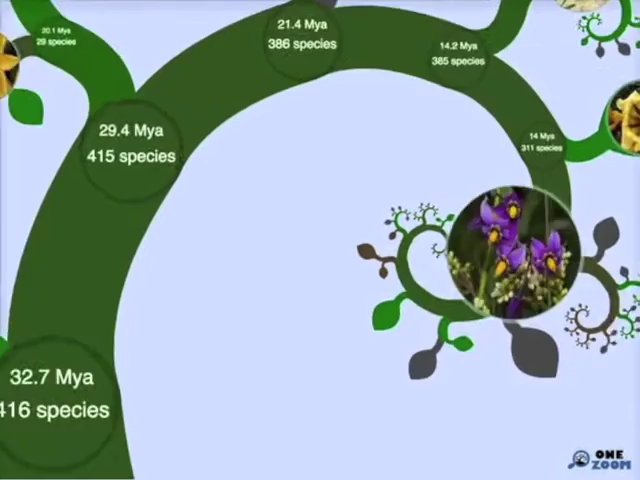 20.1 Mya
29 species
21.4 Mya
386 species
14.2 Mya
385 species
29.4 Mya
415 species
14 Mya
311 species
32.7 Mya
416 species
ONE
ZOOM